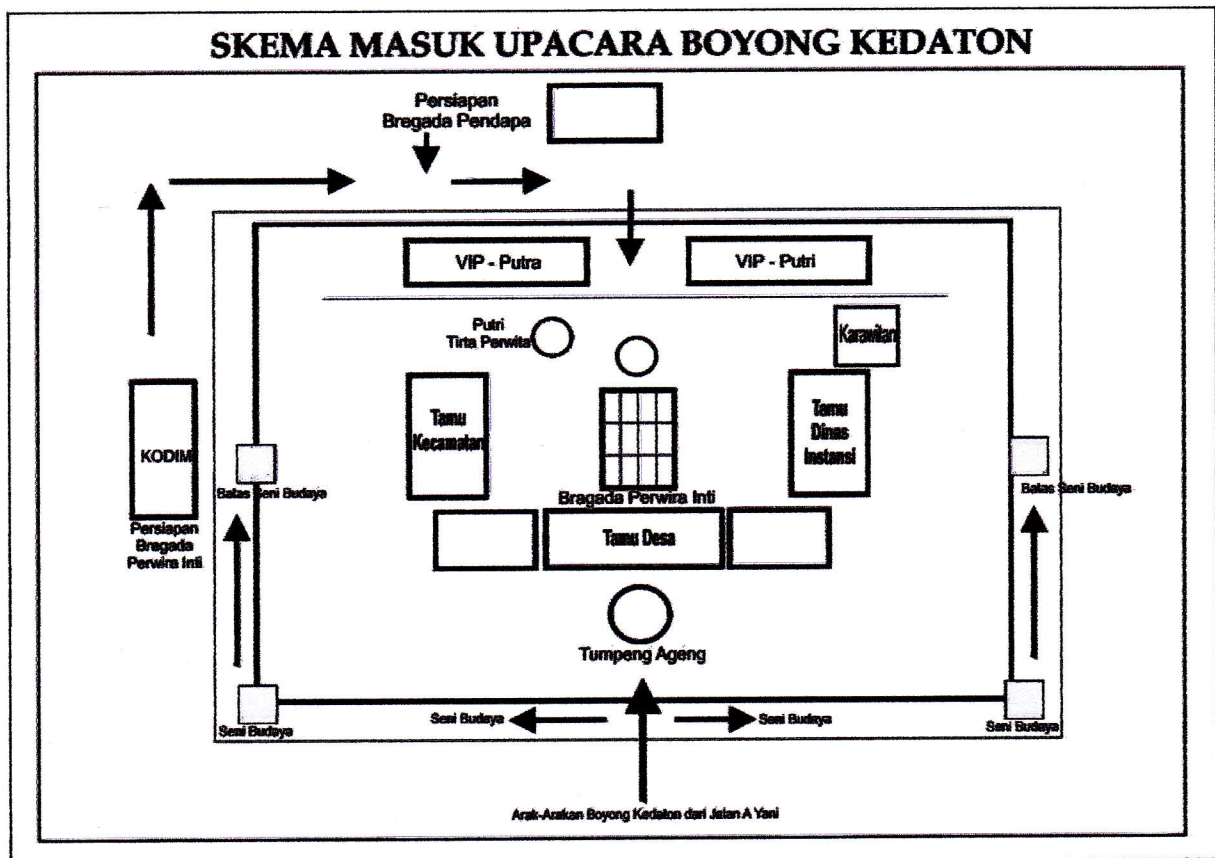 SKEMA MASUK UPACARA BOYONG KEDATON
Persiapan
Bregada Pendapa
VIP - Putra
VIP - Putri
Putri
Tirta Perwita
Karawitan
Tamu
Kecamatan
Tamu
Dinas
Instansi
KODIM
Batas Seni Budaya
Batas Seni Budaya
Bragada Perwira Inti
Persiapan
Bragada
Perwira Inti
Tamu Desa
Tumpeng Ageng
Seni Budaya
Seni Budaya
Seni Budaya
Seni Budaya
Arak-Arakan Boyong Kedaton dari Jalan A Yani